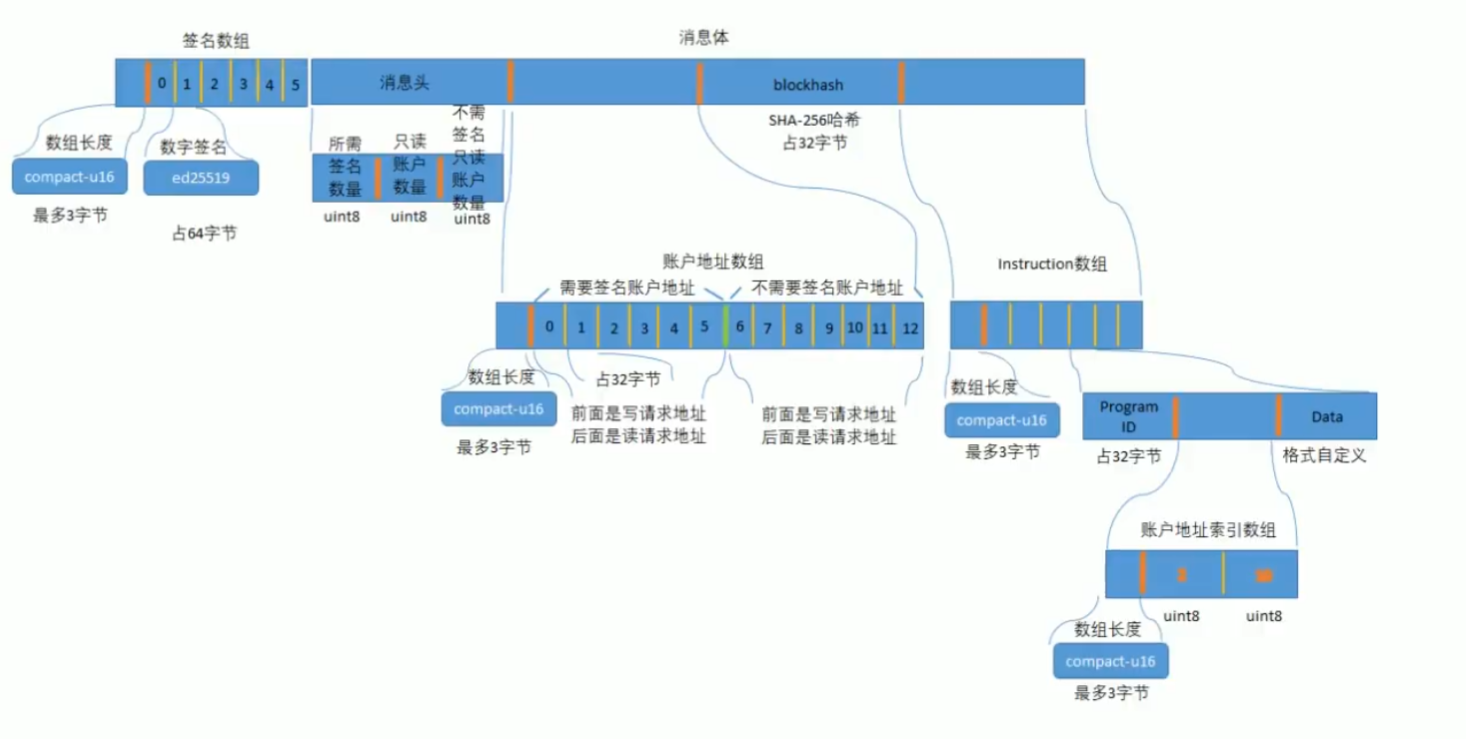 签名数组
消息体
0 1 2 3 4 5
消息头
blockhash
数组长度
compact-u16
最多3字节
数字签名
ed25519
占64字节
所需
签名
数量
uint8
只读
账户
数量
uint8
不需
签名
只读
账户
数量
uint8
SHA-256哈希
占32字节
账户地址数组
需要签名账户地址
不需要签名账户地址
0 1 2 3 4 5 6 7 8 9 10 11 12
数组长度
compact-u16
最多3字节
占32字节
前面是写请求地址
后面是读请求地址
前面是写请求地址
后面是读请求地址
Instruction数组
数组长度
compact-u16
最多3字节
Program
ID
占32字节
Data
格式自定义
账户地址索引数组
uint8
uint8
数组长度
compact-u16
最多3字节